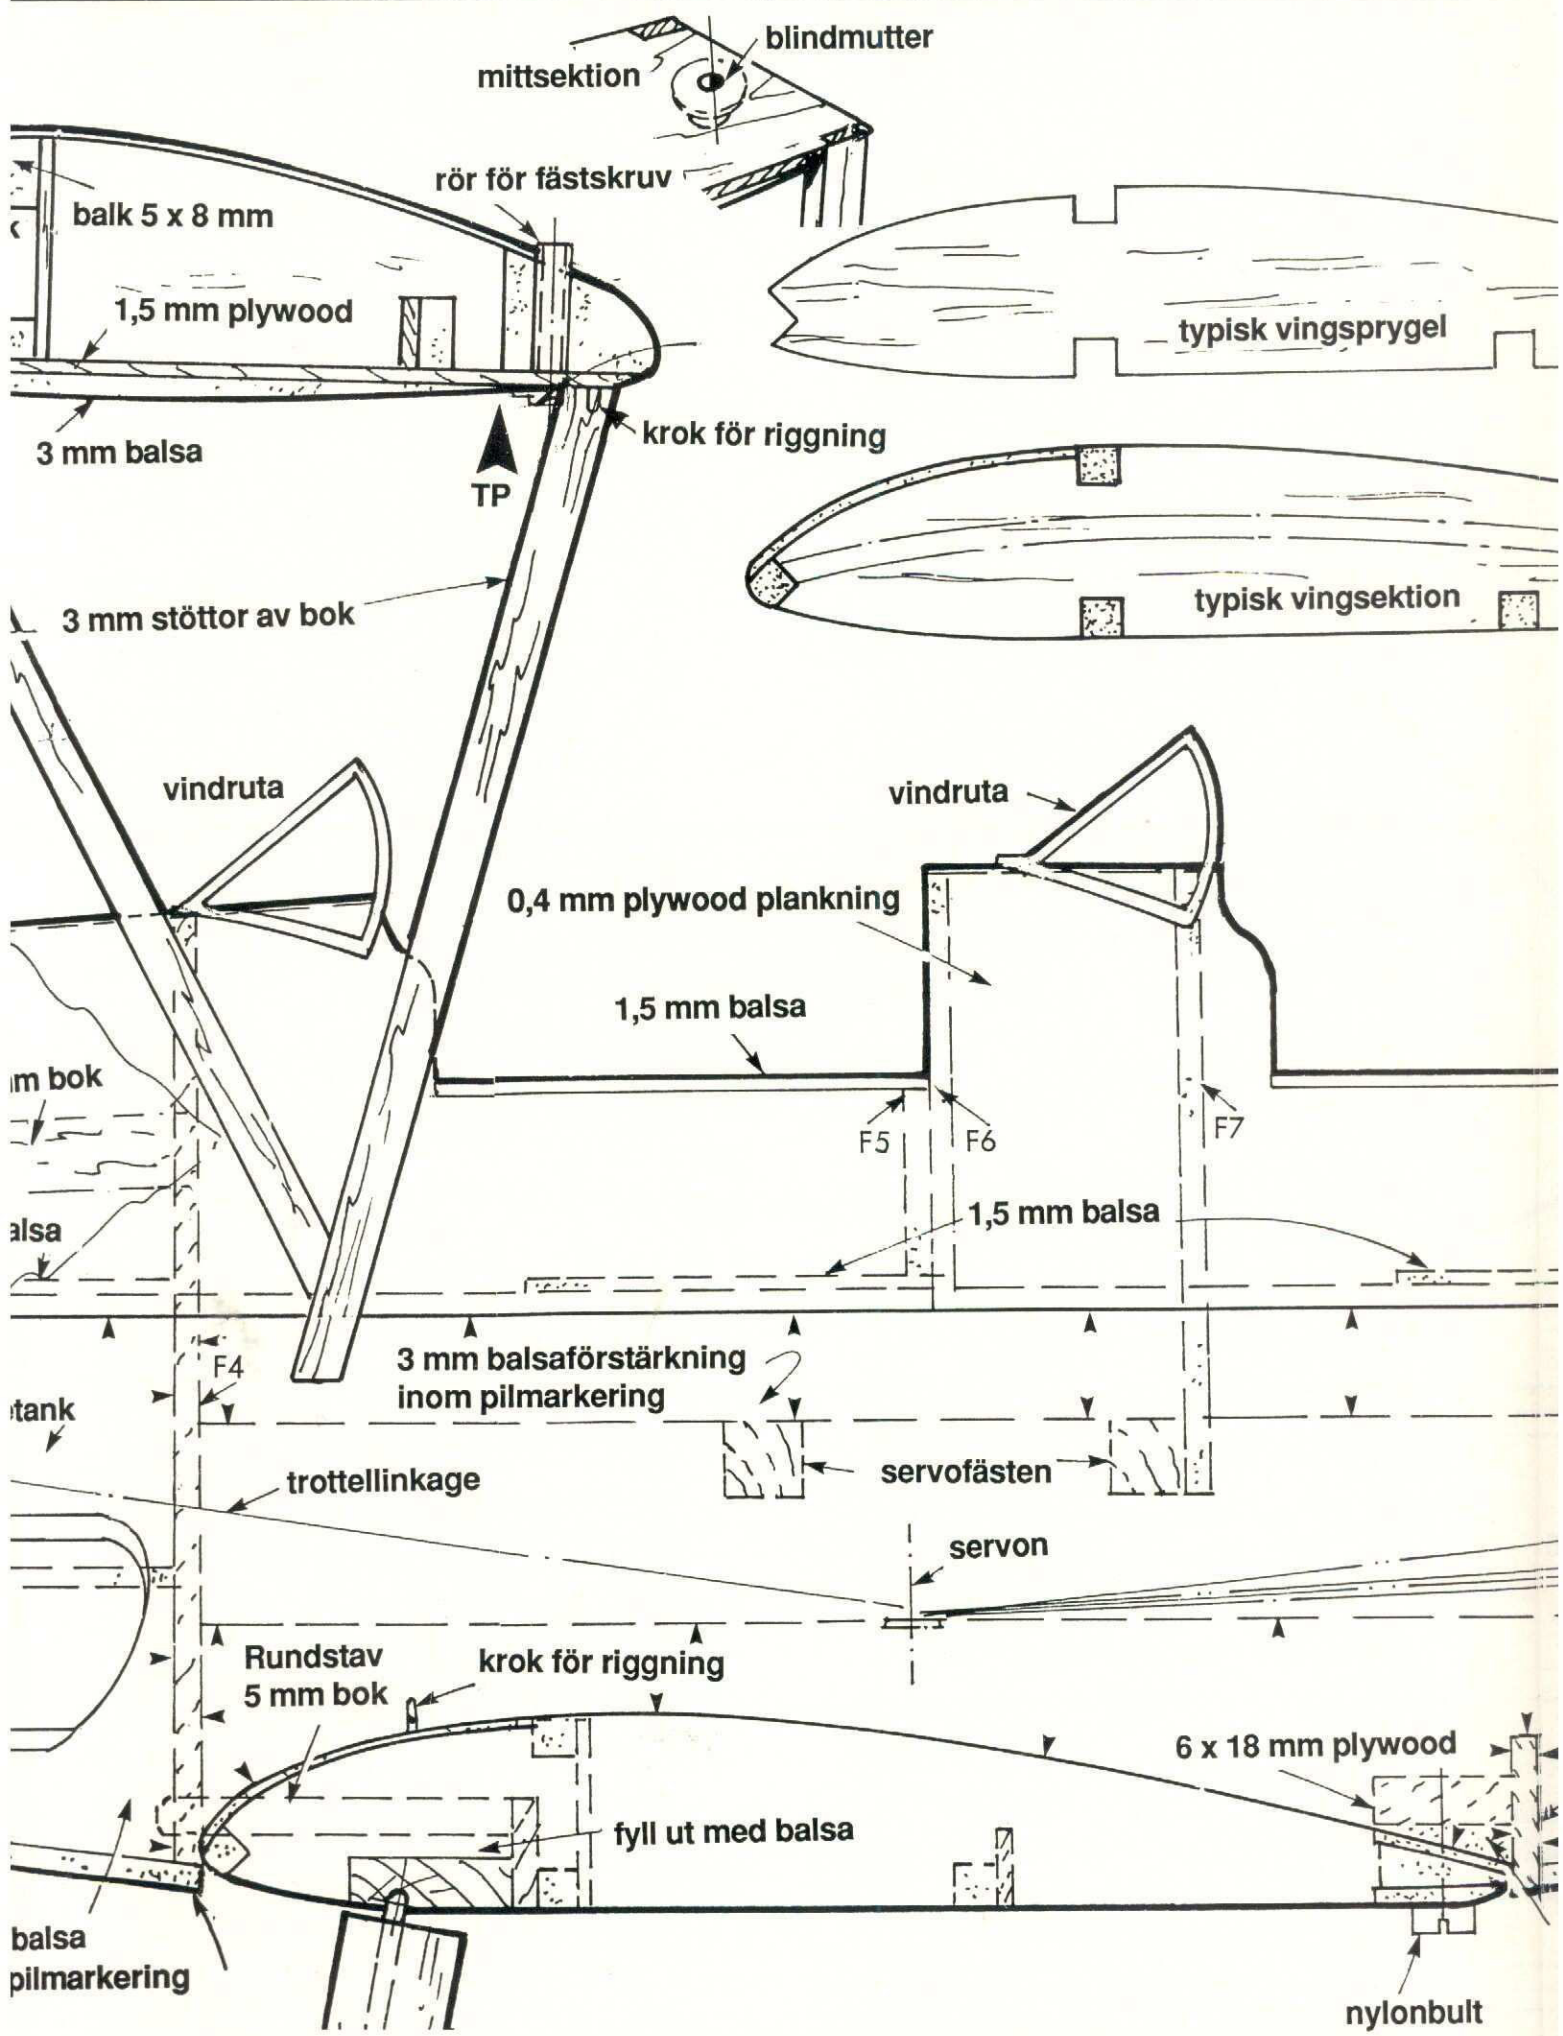 blindmutter
mittsektion
rör för fästskruv
balk 5 x 8 mm
1,5 mm plywood
typisk vingsprygel
krok för riggning
3 mm balsa
TP
3 mm stöttor av bok
typisk vingsektion
vindruta
vindruta
0,4 mm plywood plankning
1,5 mm balsa
m bok
F5
F6
F7
1,5 mm balsa
alsa
F4
3 mm balsaförstärkning
inom pilmarkering
tank
servofästen
trottellinkage
servon
Rundstav
5 mm bok
krok för riggning
6 x 18 mm plywood
fyll ut med balsa
balsa
pilmarkering
nylonbult